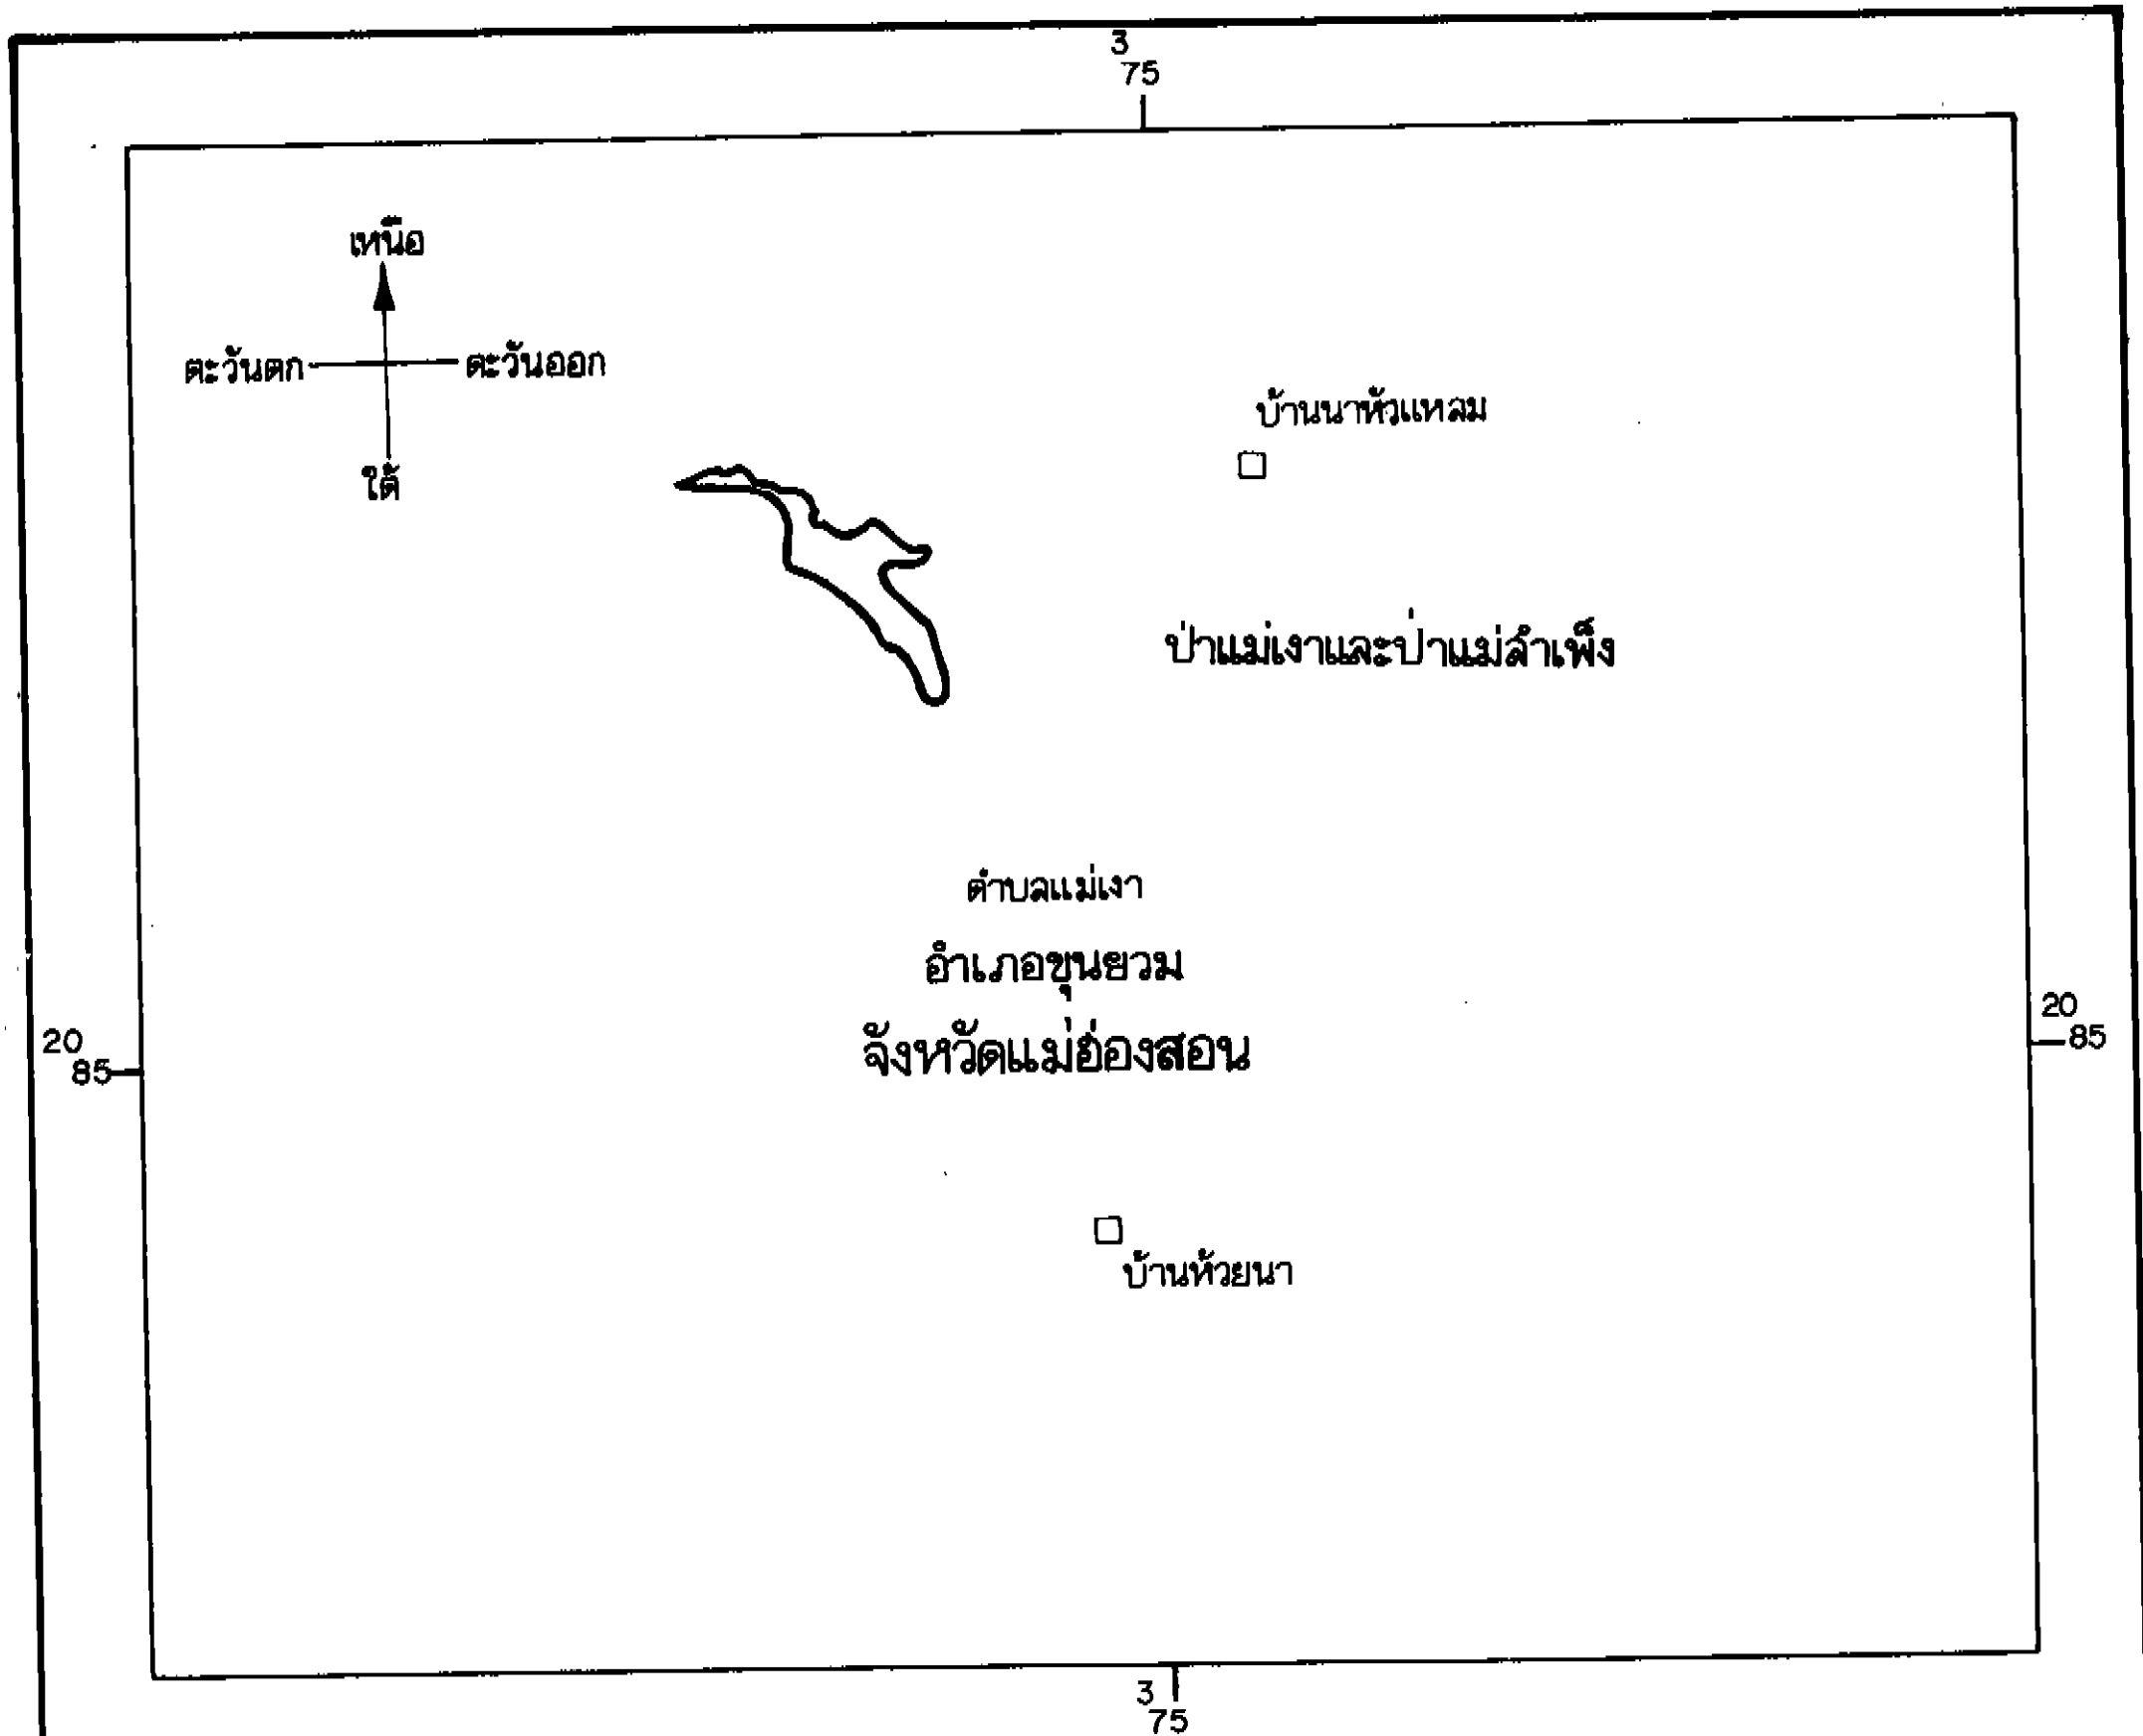 3
75
เหนือ
ตะวันตก ตะวันออก
ใต้
บ้านนาหัวแหลม
ป่าแม่เงาและป่าแม่สำเพ็ง
ตำบลแม่เงา
อำเภอขุนยวม
จังหวัดแม่ฮ่องสอน
20
85
20
85
บ้านห้วยนา
3
75